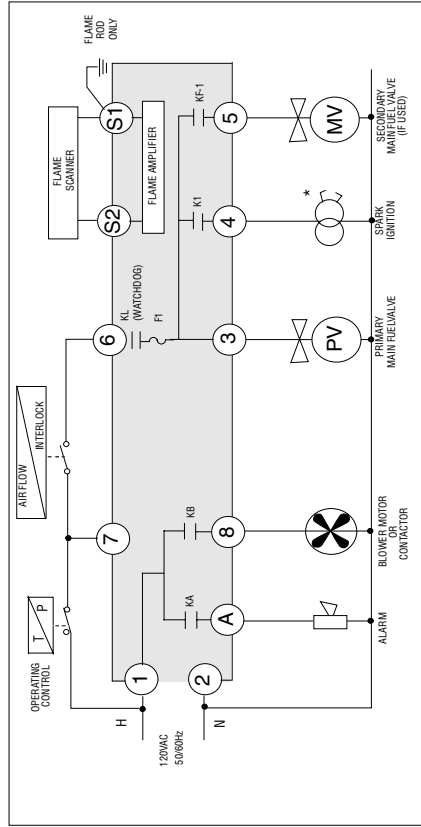 OPERATING
CONTROL
T P
AIRFLOW
INTERLOCK
FLAME
SCANNER
FLAME
ROD
ONLY
H
120VAC
50/60Hz
N
1
2
7
6
S2
S1
FLAME AMPLIFIER
KL
(WATCHDOG)
F1
KA
KB
K1
KF-1
A
8
3
4
5
*
PV
MV
ALARM
BLOWER MOTOR
OR
CONTACTOR
PRIMARY
MAIN FUEL VALVE
SPARK
IGNITION
SECONDARY
MAIN FUEL VALVE
(IF USED)